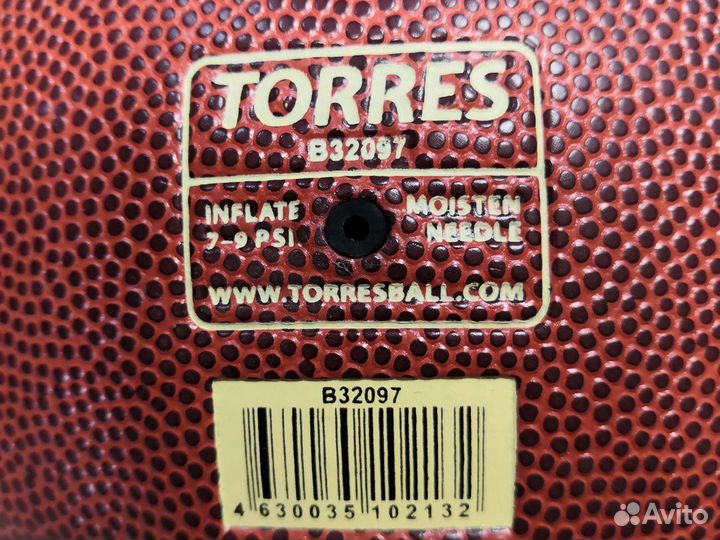 TORRES
B32097
INFLATE MOISTEN
7-9 PSI. NEEDLE
WWW.TORRESBALL.COM
B32097
4 630035 102132
Avito